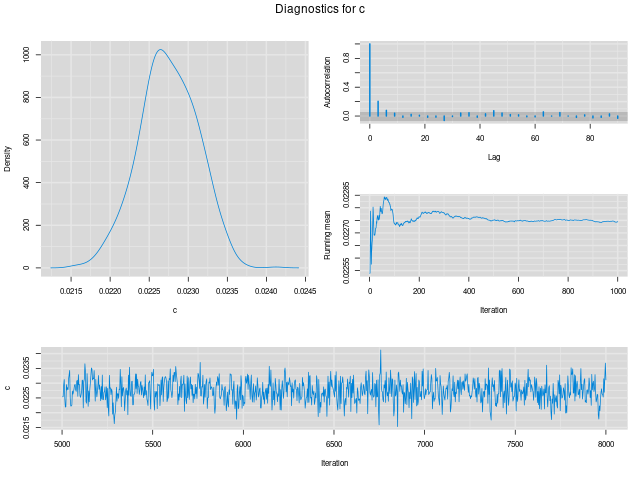 Diagnostics for c
Density
0 200 400 600 800 1000
0.0215 0.0220 0.0225 0.0230 0.0235 0.0240 0.0245
c
Autocorrelation
0.0 0.4 0.8
0 20 40 60 80
Lag
Running mean
0.02255 0.02270 0.02285
0 200 400 600 800 1000
Iteration
c
0.0215 0.0225 0.0235
5000 5500 6000 6500 7000 7500 8000
Iteration